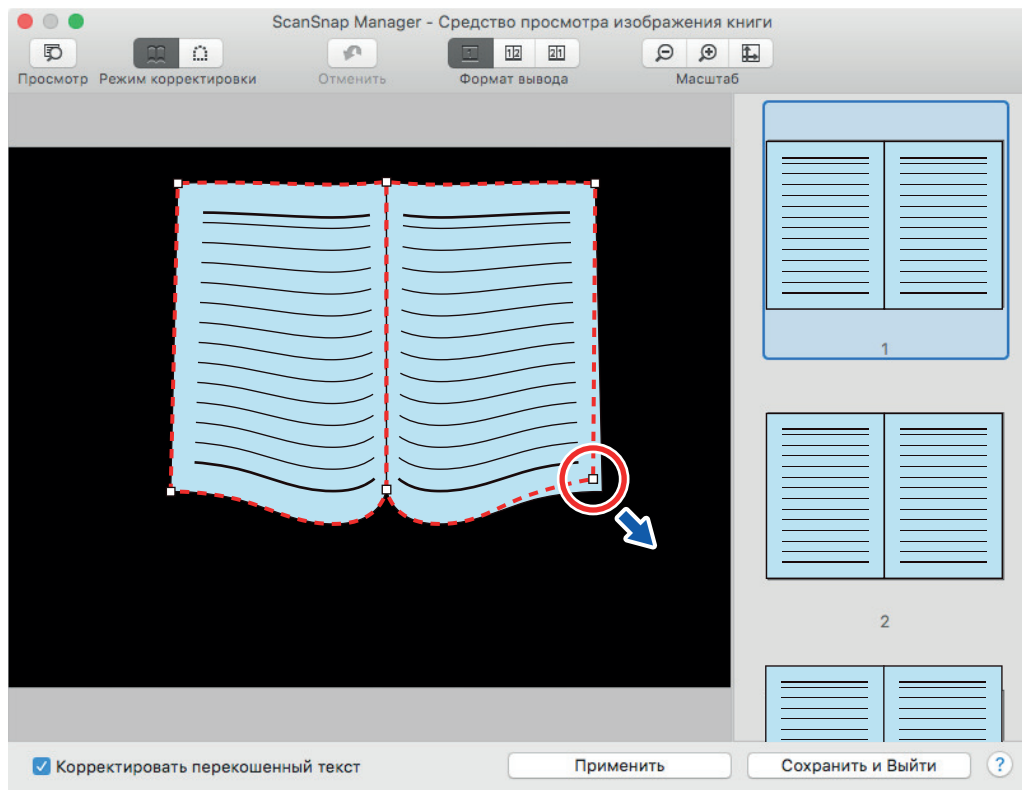 ScanSnap Manager - Средство просмотра изображения книги
Просмотр Режим корректировки Отменить Формат вывода Масштаб
1
2
Корректировать перекошенный текст Применить Сохранить и Выйти ?